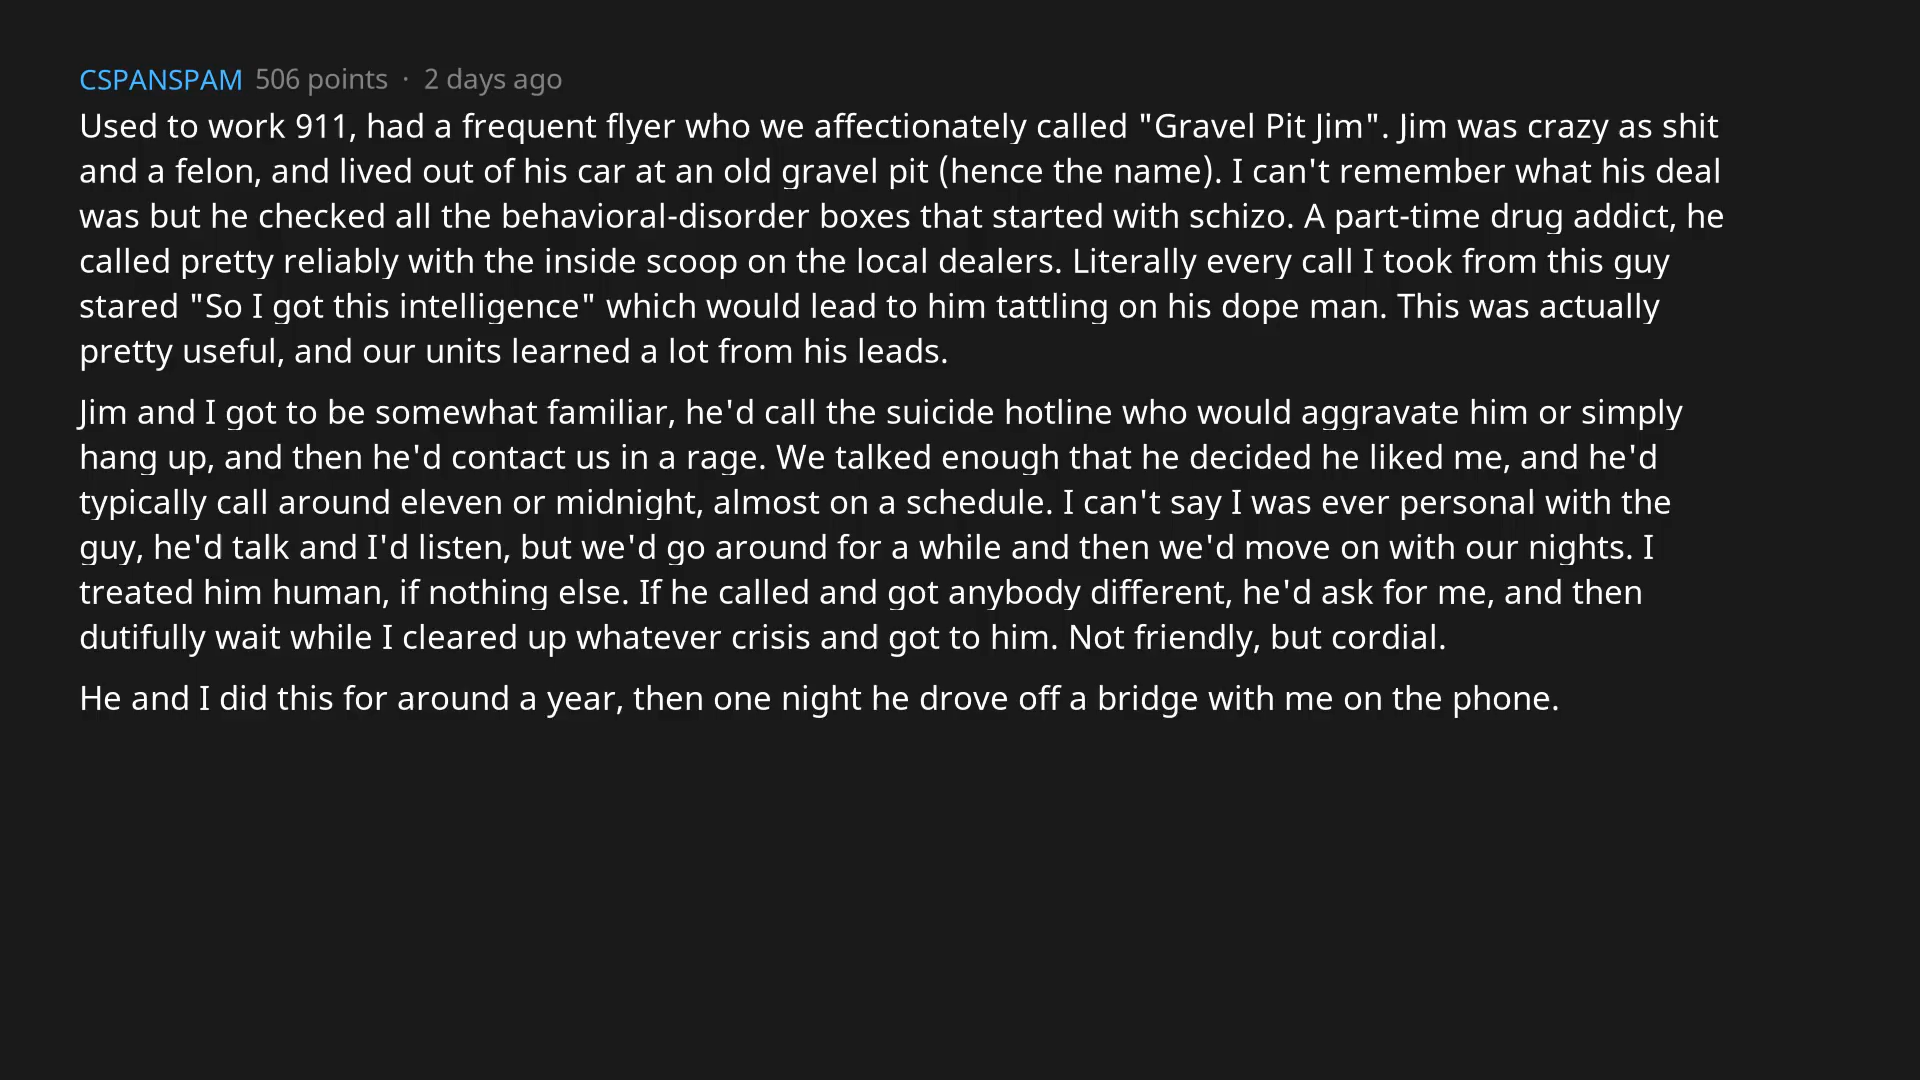 CSPANSPAM 506 points · 2 days ago
Used to work 911, had a frequent flyer who we affectionately called "Gravel Pit Jim". Jim was crazy as shit
and a felon, and lived out of his car at an old gravel pit (hence the name). I can't remember what his deal
was but he checked all the behavioral-disorder boxes that started with schizo. A part-time drug addict, he
called pretty reliably with the inside scoop on the local dealers. Literally every call I took from this guy
stared "So I got this intelligence" which would lead to him tattling on his dope man. This was actually
pretty useful, and our units learned a lot from his leads.
Jim and I got to be somewhat familiar, he'd call the suicide hotline who would aggravate him or simply
hang up, and then he'd contact us in a rage. We talked enough that he decided he liked me, and he'd
typically call around eleven or midnight, almost on a schedule. I can't say I was ever personal with the
guy, he'd talk and I'd listen, but we'd go around for a while and then we'd move on with our nights. I
treated him human, if nothing else. If he called and got anybody different, he'd ask for me, and then
dutifully wait while I cleared up whatever crisis and got to him. Not friendly, but cordial.
He and I did this for around a year, then one night he drove off a bridge with me on the phone.